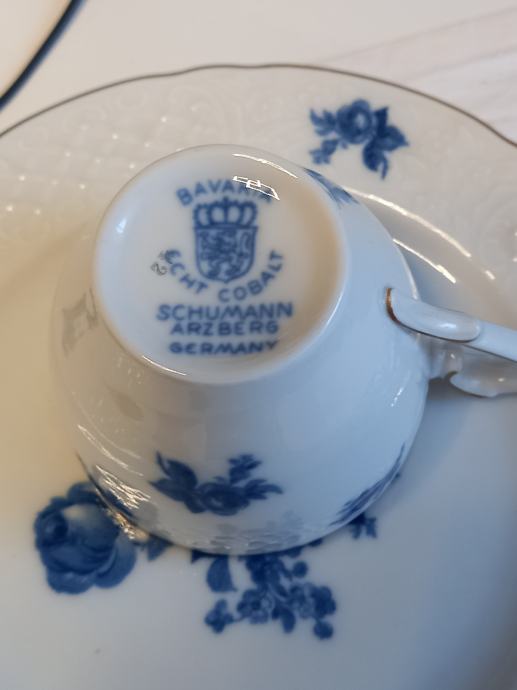 BAVARIA
ECHT COBALT
SCHUMANN
ARZBERG
GERMANY